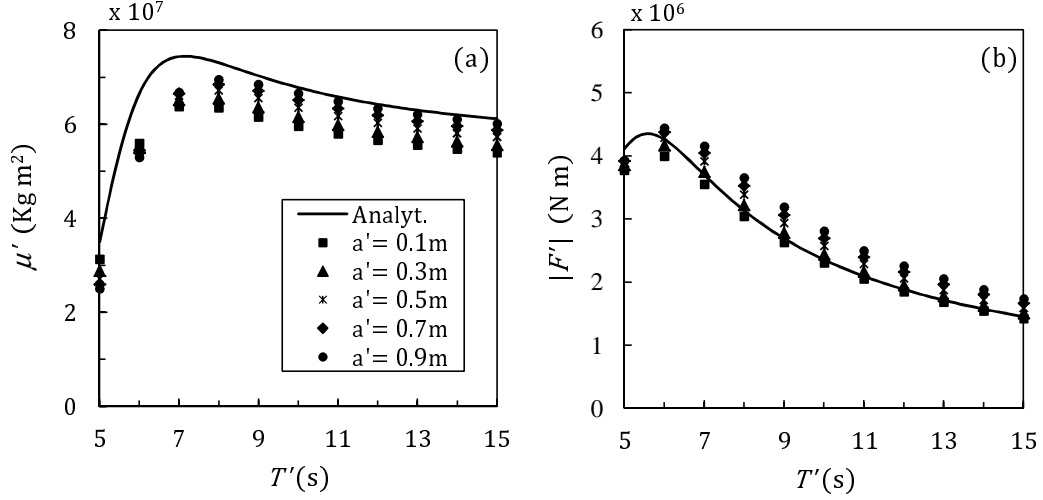 x 10⁷
(a)
8
6
4
2
0
μ′ (Kg m²)
Analyt.
a'= 0.1m
a'= 0.3m
a'= 0.5m
a'= 0.7m
a'= 0.9m
5 7 9 11 13 15
T′(s)
x 10⁶
(b)
6
5
4
3
2
1
0
|F′| (N m)
5 7 9 11 13 15
T′(s)